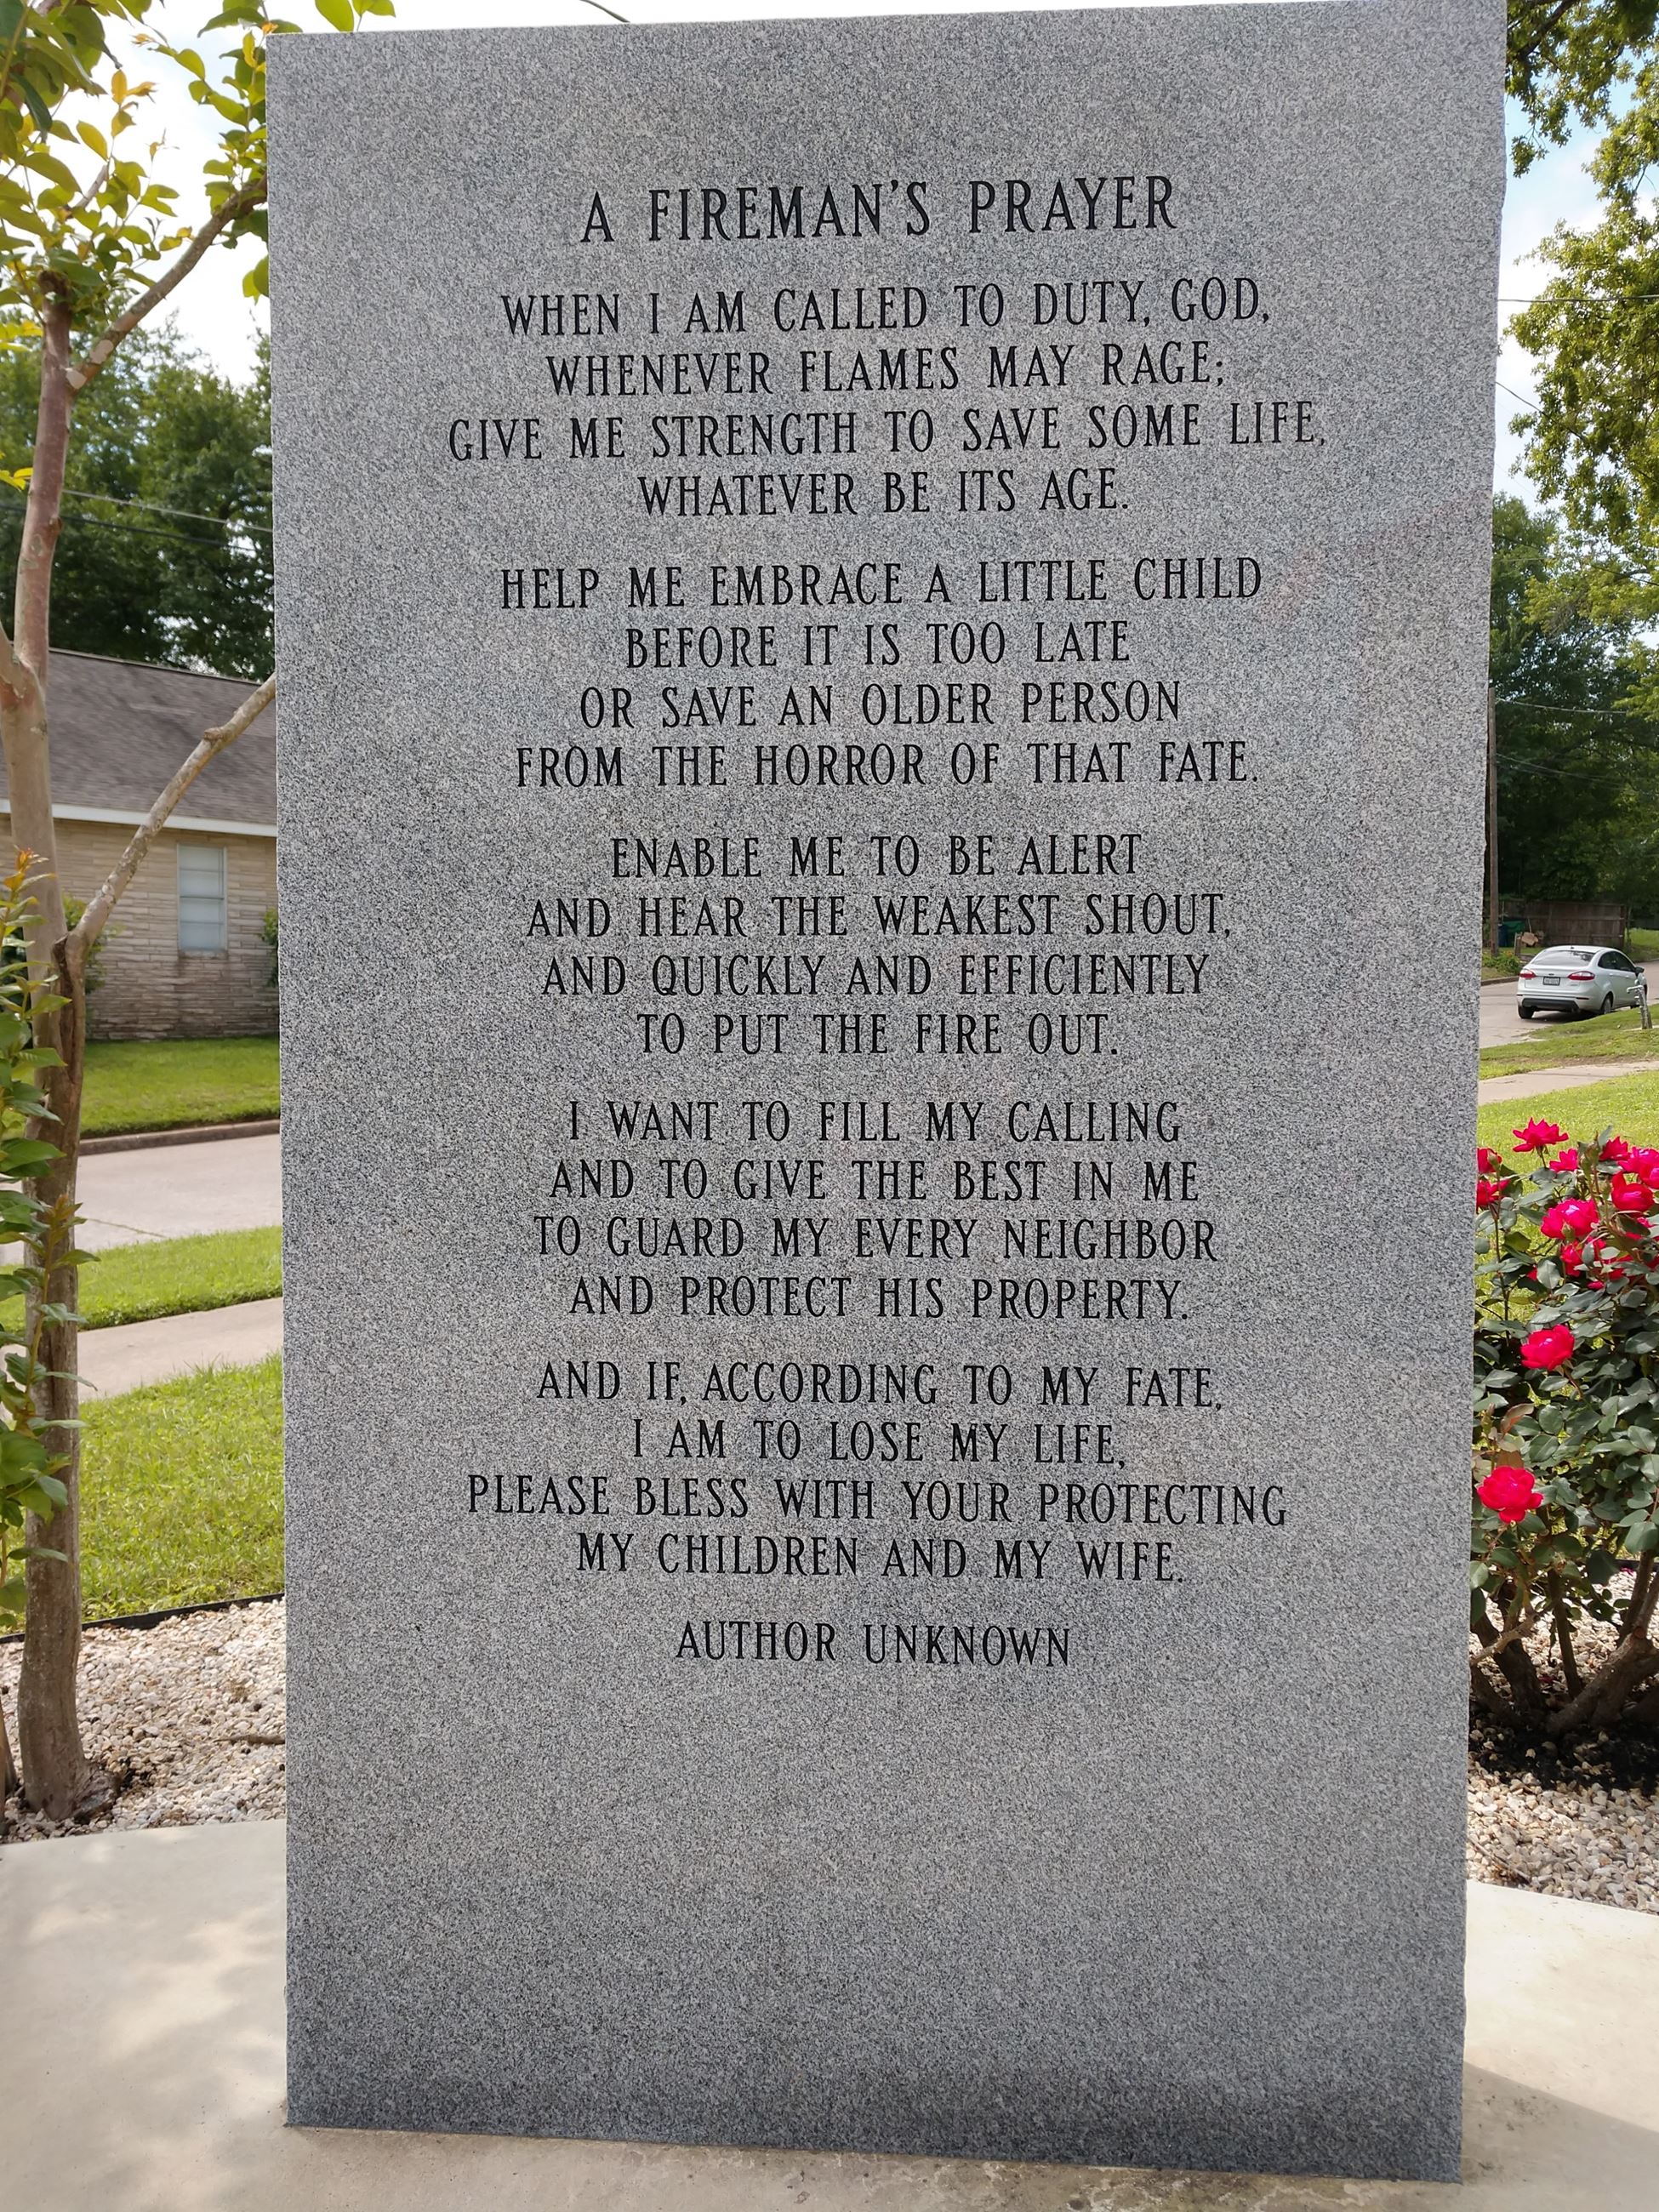 A FIREMAN'S PRAYER
WHEN I AM CALLED TO DUTY, GOD,
WHENEVER FLAMES MAY RAGE;
GIVE ME STRENGTH TO SAVE SOME LIFE,
WHATEVER BE ITS AGE.
HELP ME EMBRACE A LITTLE CHILD
BEFORE IT IS TOO LATE
OR SAVE AN OLDER PERSON
FROM THE HORROR OF THAT FATE.
ENABLE ME TO BE ALERT
AND HEAR THE WEAKEST SHOUT,
AND QUICKLY AND EFFICIENTLY
TO PUT THE FIRE OUT.
I WANT TO FILL MY CALLING
AND TO GIVE THE BEST IN ME
TO GUARD MY EVERY NEIGHBOR
AND PROTECT HIS PROPERTY.
AND IF, ACCORDING TO MY FATE,
I AM TO LOSE MY LIFE,
PLEASE BLESS WITH YOUR PROTECTING
MY CHILDREN AND MY WIFE.
AUTHOR UNKNOWN